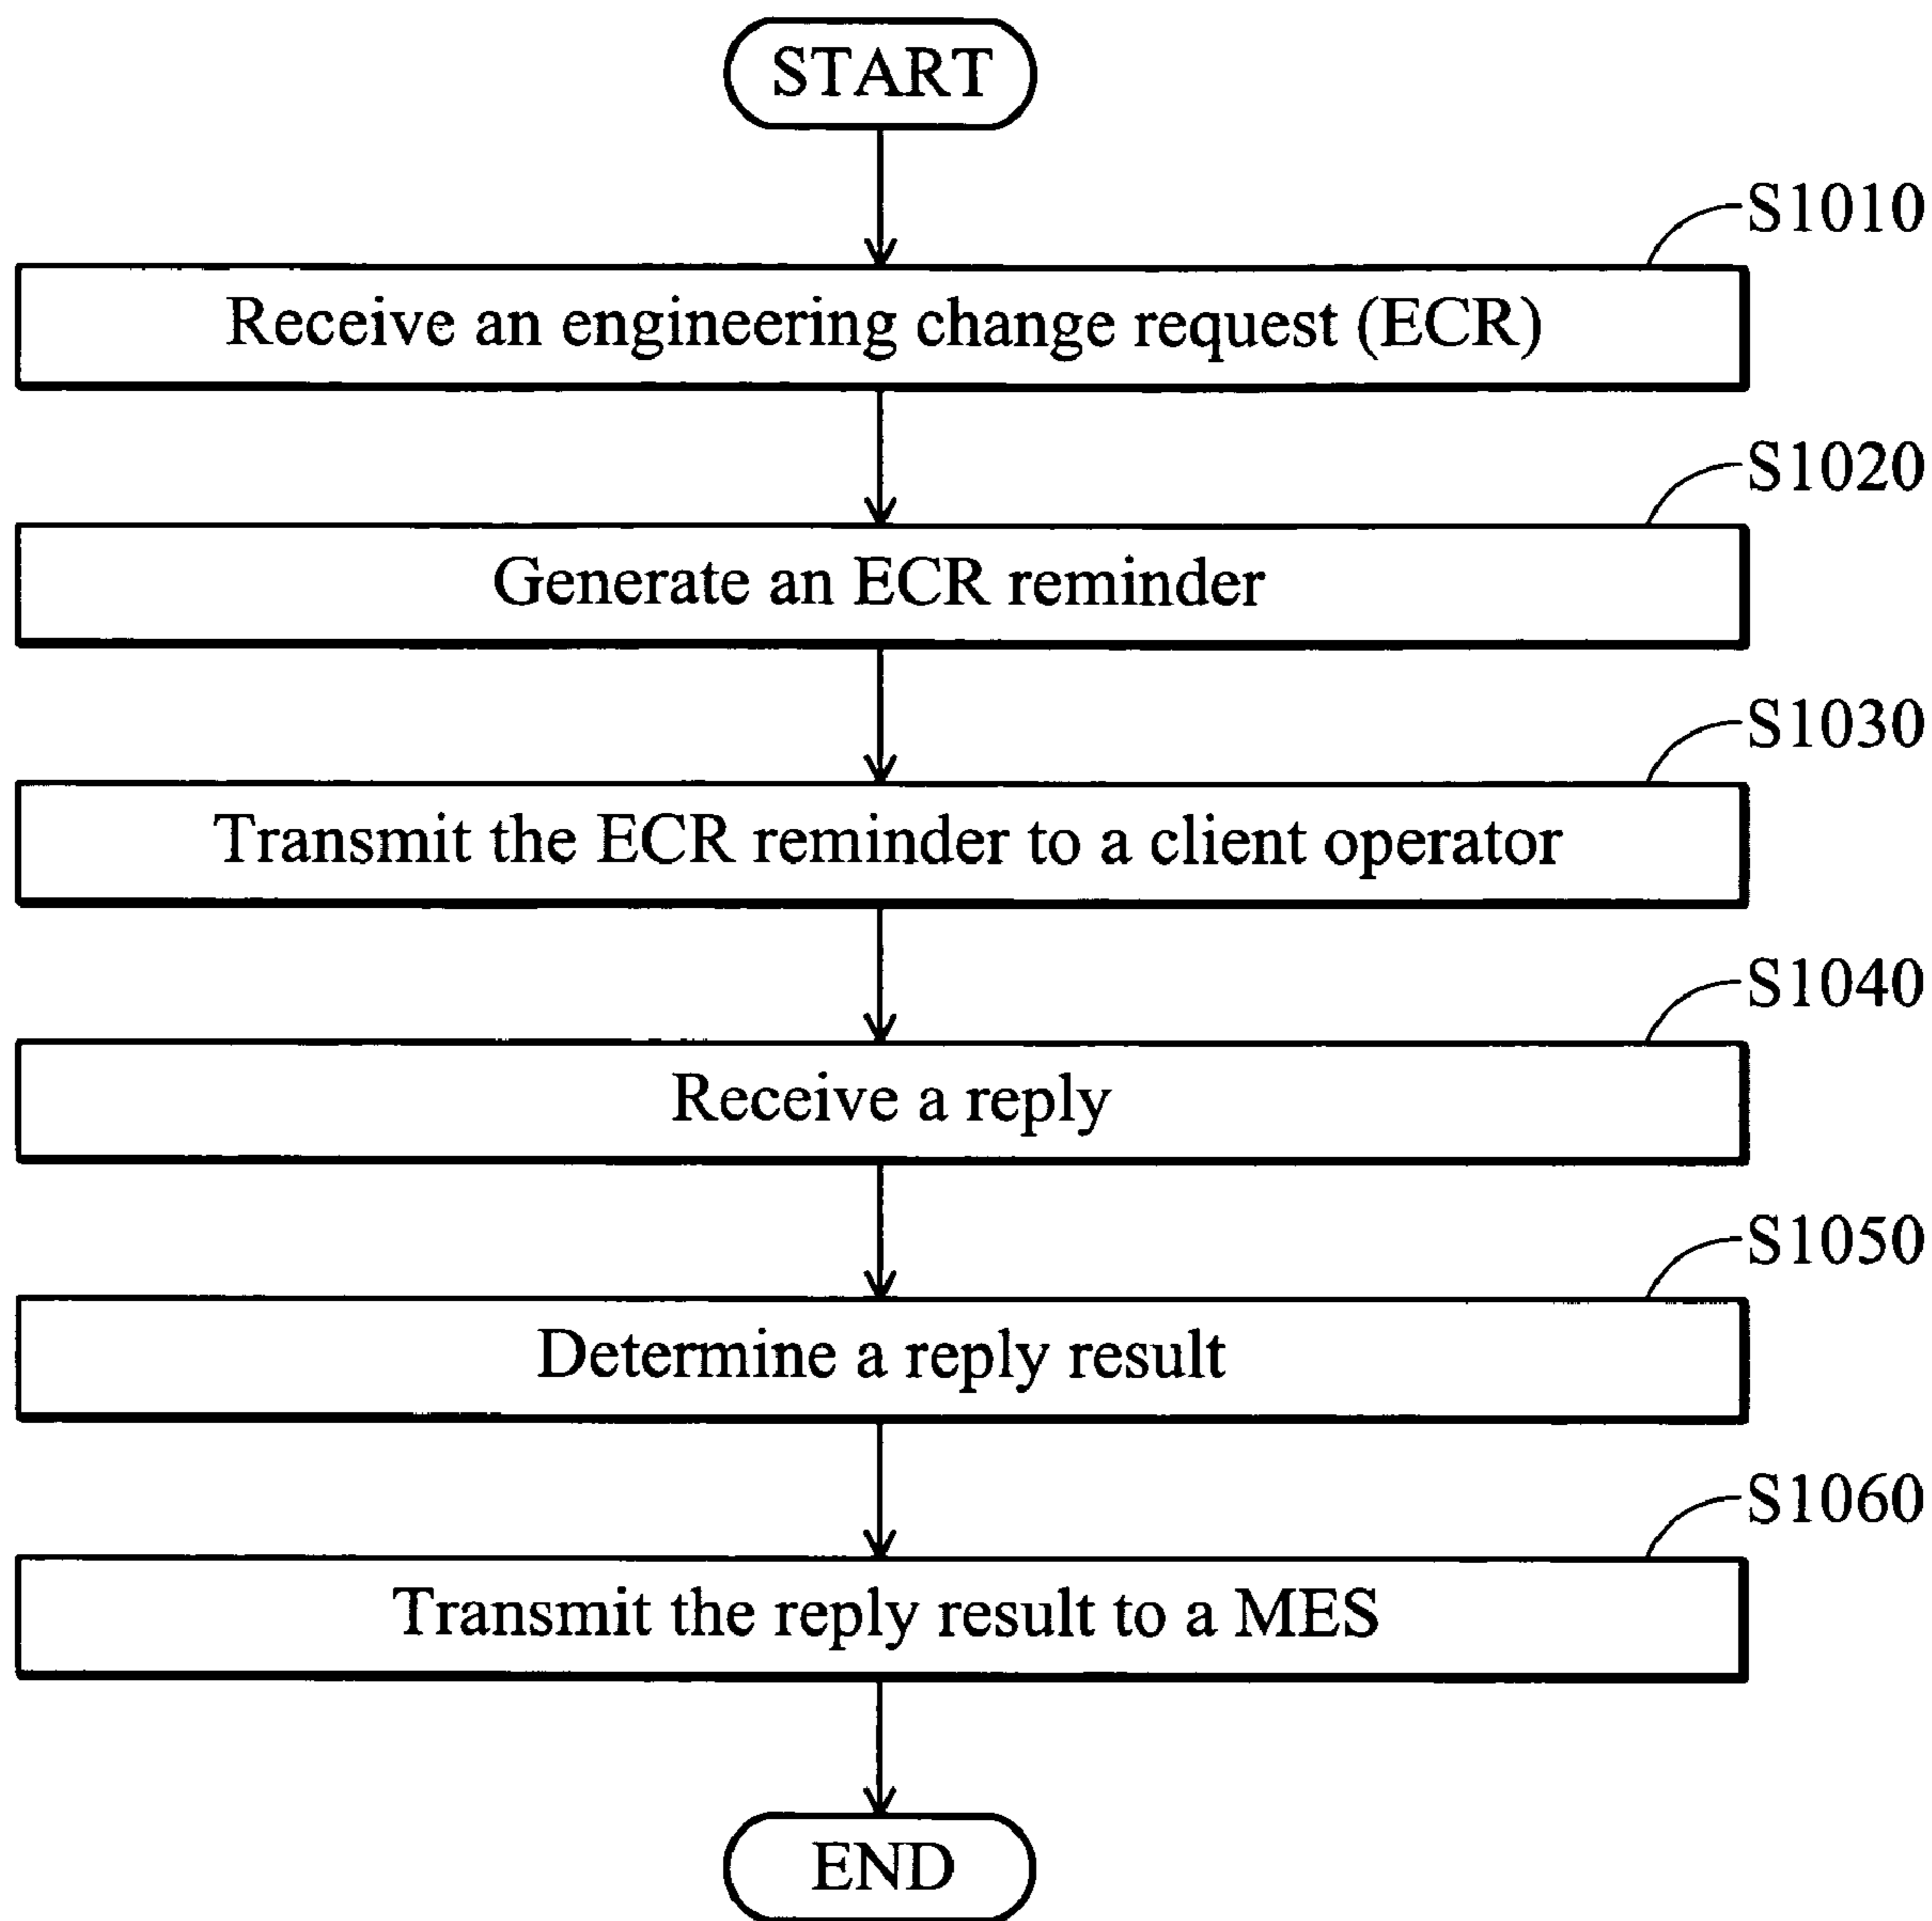 START
S1010
Receive an engineering change request (ECR)
S1020
Generate an ECR reminder
S1030
Transmit the ECR reminder to a client operator
S1040
Receive a reply
S1050
Determine a reply result
S1060
Transmit the reply result to a MES
END